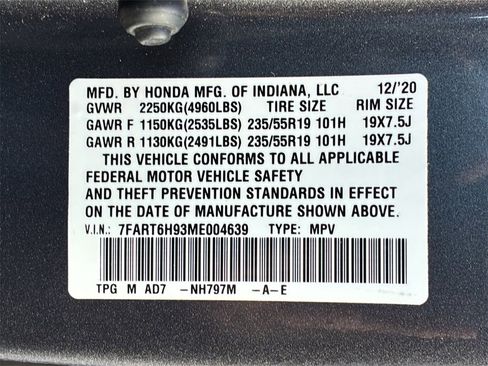 MFD. BY HONDA MFG. OF INDIANA, LLC 12/'20
GVWR 2250KG(4960LBS) TIRE SIZE RIM SIZE
GAWR F 1150KG(2535LBS) 235/55R19 101H 19X7.5J
GAWR R 1130KG(2491LBS) 235/55R19 101H 19X7.5J
THIS VEHICLE CONFORMS TO ALL APPLICABLE
FEDERAL MOTOR VEHICLE SAFETY
AND THEFT PREVENTION STANDARDS IN EFFECT
ON THE DATE OF MANUFACTURE SHOWN ABOVE.
V.I.N.: 7FART6H93ME004639 TYPE: MPV
TPG M AD7 -NH797M -A-E